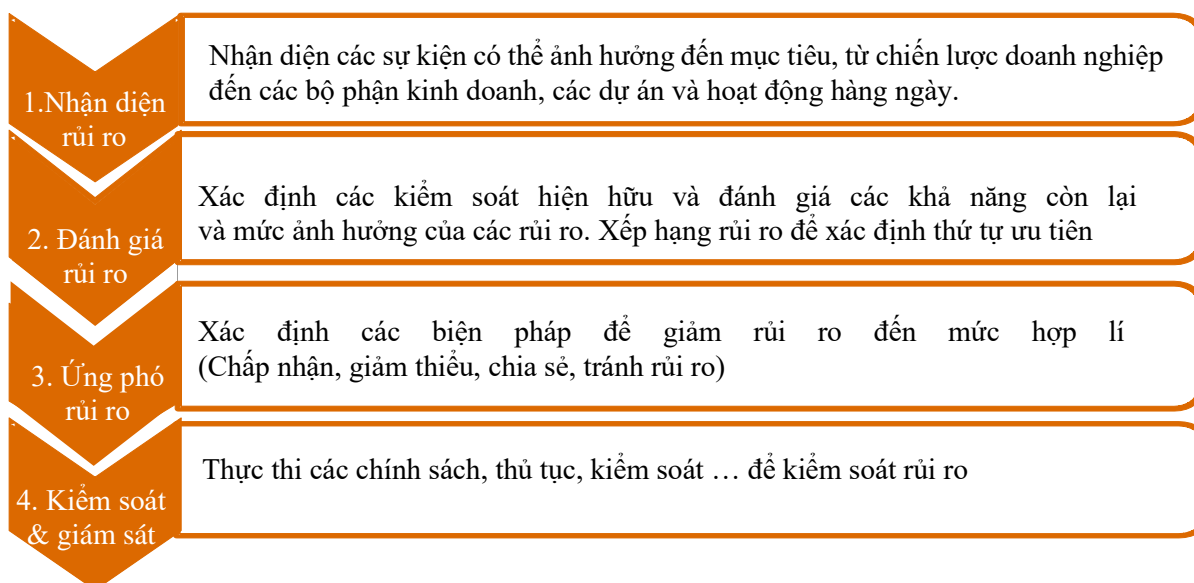 1.Nhận diện
rủi ro
Nhận diện các sự kiện có thể ảnh hưởng đến mục tiêu, từ chiến lược doanh nghiệp
đến các bộ phận kinh doanh, các dự án và hoạt động hàng ngày.
2. Đánh giá
rủi ro
Xác định các kiểm soát hiện hữu và đánh giá các khả năng còn lại
và mức ảnh hưởng của các rủi ro. Xếp hạng rủi ro để xác định thứ tự ưu tiên
3. Ứng phó
rủi ro
Xác định các biện pháp để giảm rủi ro đến mức hợp lí
(Chấp nhận, giảm thiểu, chia sẻ, tránh rủi ro)
4. Kiểm soát
& giám sát
Thực thi các chính sách, thủ tục, kiểm soát … để kiểm soát rủi ro